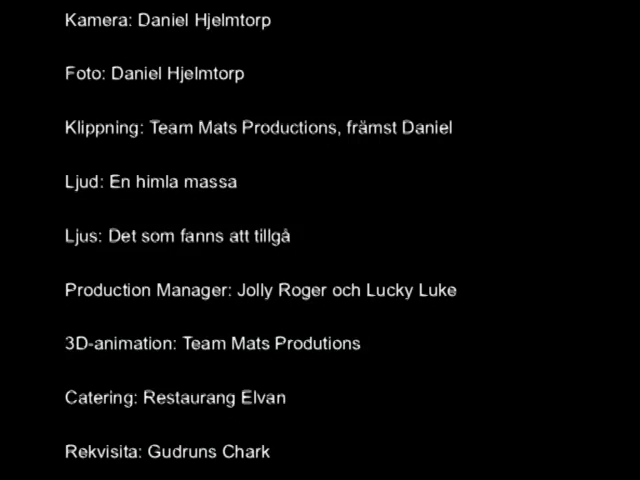 Kamera: Daniel Hjelmtorp
Foto: Daniel Hjelmtorp
Klippning: Team Mats Productions, främst Daniel
Ljud: En himla massa
Ljus: Det som fanns att tillgå
Production Manager: Jolly Roger och Lucky Luke
3D-animation: Team Mats Produtions
Catering: Restaurang Elvan
Rekvisita: Gudruns Chark